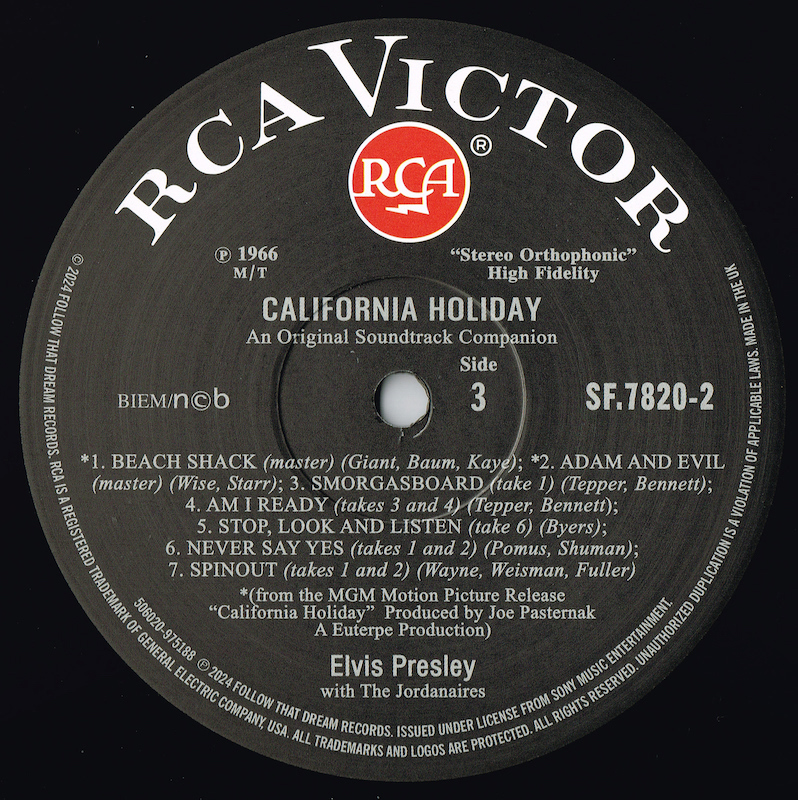 RCA VICTOR
RCA
®
℗ 1966
M/T
"Stereo Orthophonic"
High Fidelity
CALIFORNIA HOLIDAY
An Original Soundtrack Companion
Side
3
BIEM/n©b
SF.7820-2
*1. BEACH SHACK (master) (Giant, Baum, Kaye); *2. ADAM AND EVIL
(master) (Wise, Starr); 3. SMORGASBOARD (take 1) (Tepper, Bennett);
4. AM I READY (takes 3 and 4) (Tepper, Bennett);
5. STOP, LOOK AND LISTEN (take 6) (Byers);
6. NEVER SAY YES (takes 1 and 2) (Pomus, Shuman);
7. SPINOUT (takes 1 and 2) (Wayne, Weisman, Fuller)
*(from the MGM Motion Picture Release
"California Holiday" Produced by Joe Pasternak
A Euterpe Production)
Elvis Presley
with The Jordanaires
506020-975188 ℗ 2024 FOLLOW THAT DREAM RECORDS. ISSUED UNDER LICENSE FROM SONY MUSIC ENTERTAINMENT.
© 2024 FOLLOW THAT DREAM RECORDS. RCA IS A REGISTERED TRADEMARK OF GENERAL ELECTRIC COMPANY, USA. ALL TRADEMARKS AND LOGOS ARE PROTECTED. ALL RIGHTS RESERVED. UNAUTHORIZED DUPLICATION IS A VIOLATION OF APPLICABLE LAWS. MADE IN THE UK